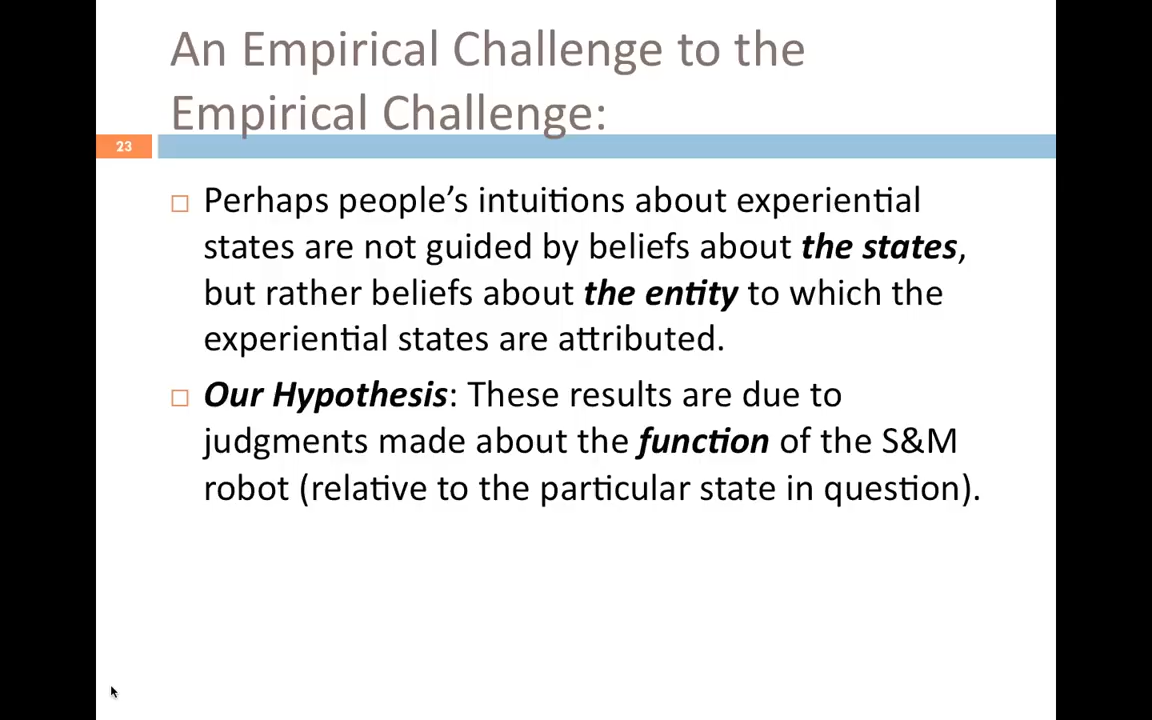 An Empirical Challenge to the
Empirical Challenge:
23
Perhaps people’s intuitions about experiential
states are not guided by beliefs about the states,
but rather beliefs about the entity to which the
experiential states are attributed.
Our Hypothesis: These results are due to
judgments made about the function of the S&M
robot (relative to the particular state in question).